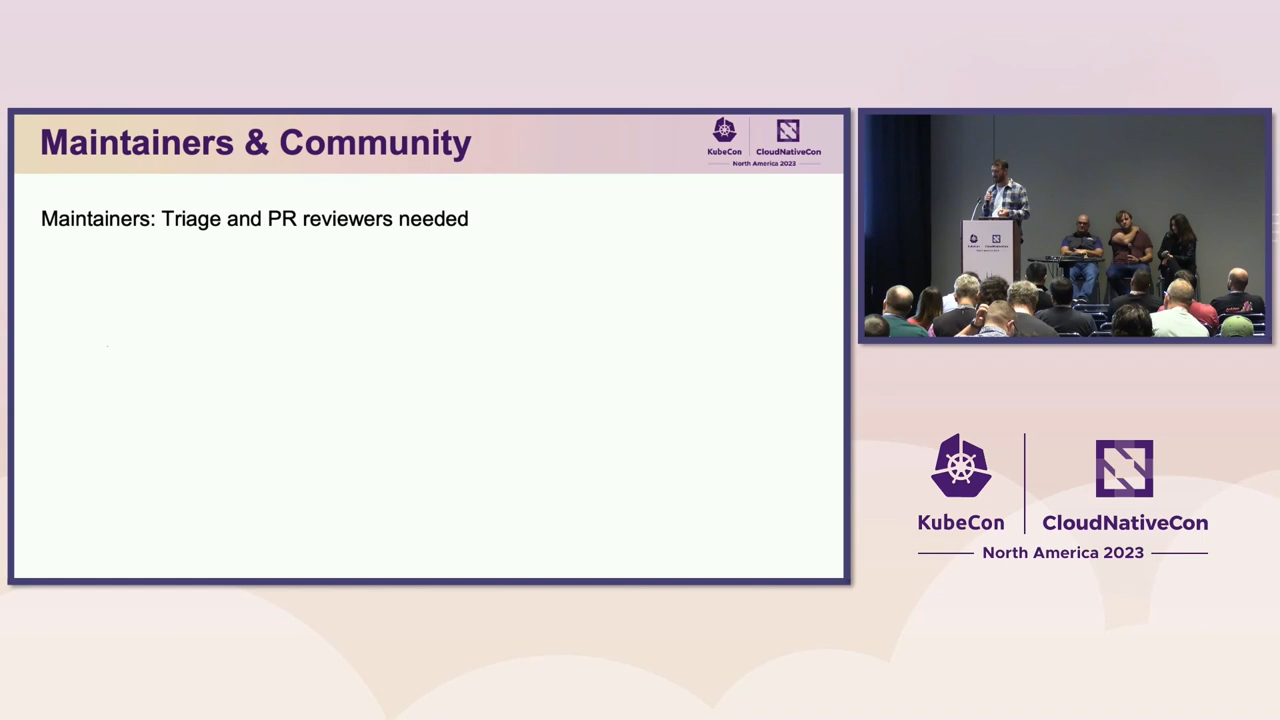 Maintainers & Community
KubeCon
CloudNativeCon
North America 2023
Maintainers: Triage and PR reviewers needed
KubeCon
CloudNativeCon
North America 2023